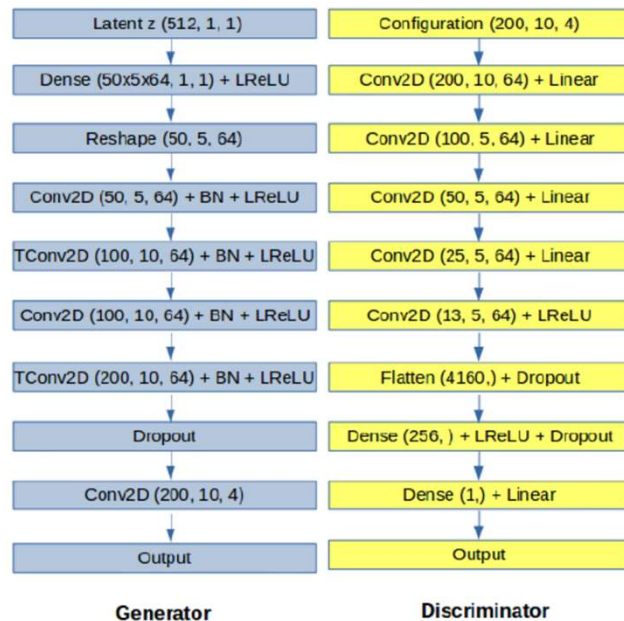 Latent z (512, 1, 1)
Dense (50x5x64, 1, 1) + LReLU
Reshape (50, 5, 64)
Conv2D (50, 5, 64) + BN + LReLU
TConv2D (100, 10, 64) + BN + LReLU
Conv2D (100, 10, 64) + BN + LReLU
TConv2D (200, 10, 64) + BN + LReLU
Dropout
Conv2D (200, 10, 4)
Output
Generator
Configuration (200, 10, 4)
Conv2D (200, 10, 64) + Linear
Conv2D (100, 5, 64) + Linear
Conv2D (50, 5, 64) + Linear
Conv2D (25, 5, 64) + Linear
Conv2D (13, 5, 64) + LReLU
Flatten (4160,) + Dropout
Dense (256, ) + LReLU + Dropout
Dense (1,) + Linear
Output
Discriminator